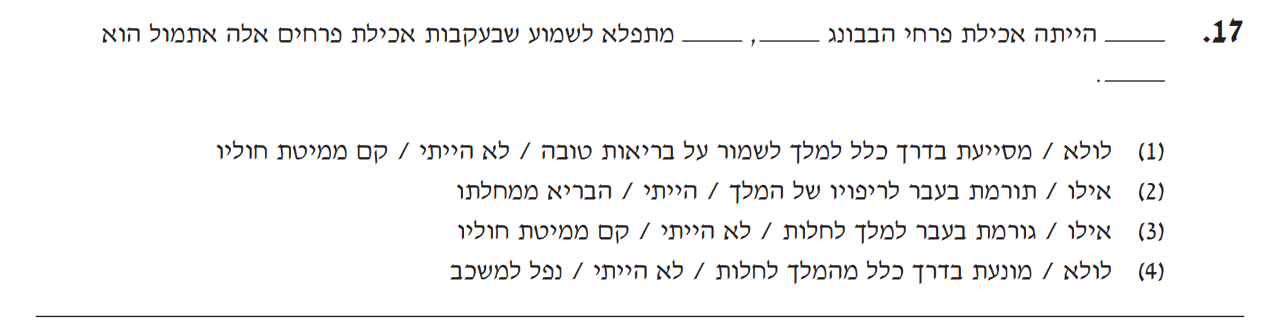 17. _____ הייתה אכילת פרחי הבבונג _____, _____ מתפלא לשמוע שבעקבות אכילת פרחים אלה אתמול הוא
_____.
(1) לולא / מסייעת בדרך כלל למלך לשמור על בריאות טובה / לא הייתי / קם ממיטת חוליו
(2) אילו / תורמת בעבר לריפויו של המלך / הייתי / הבריא ממחלתו
(3) אילו / גורמת בעבר למלך לחלות / לא הייתי / קם ממיטת חוליו
(4) לולא / מונעת בדרך כלל מהמלך לחלות / לא הייתי / נפל למשכב